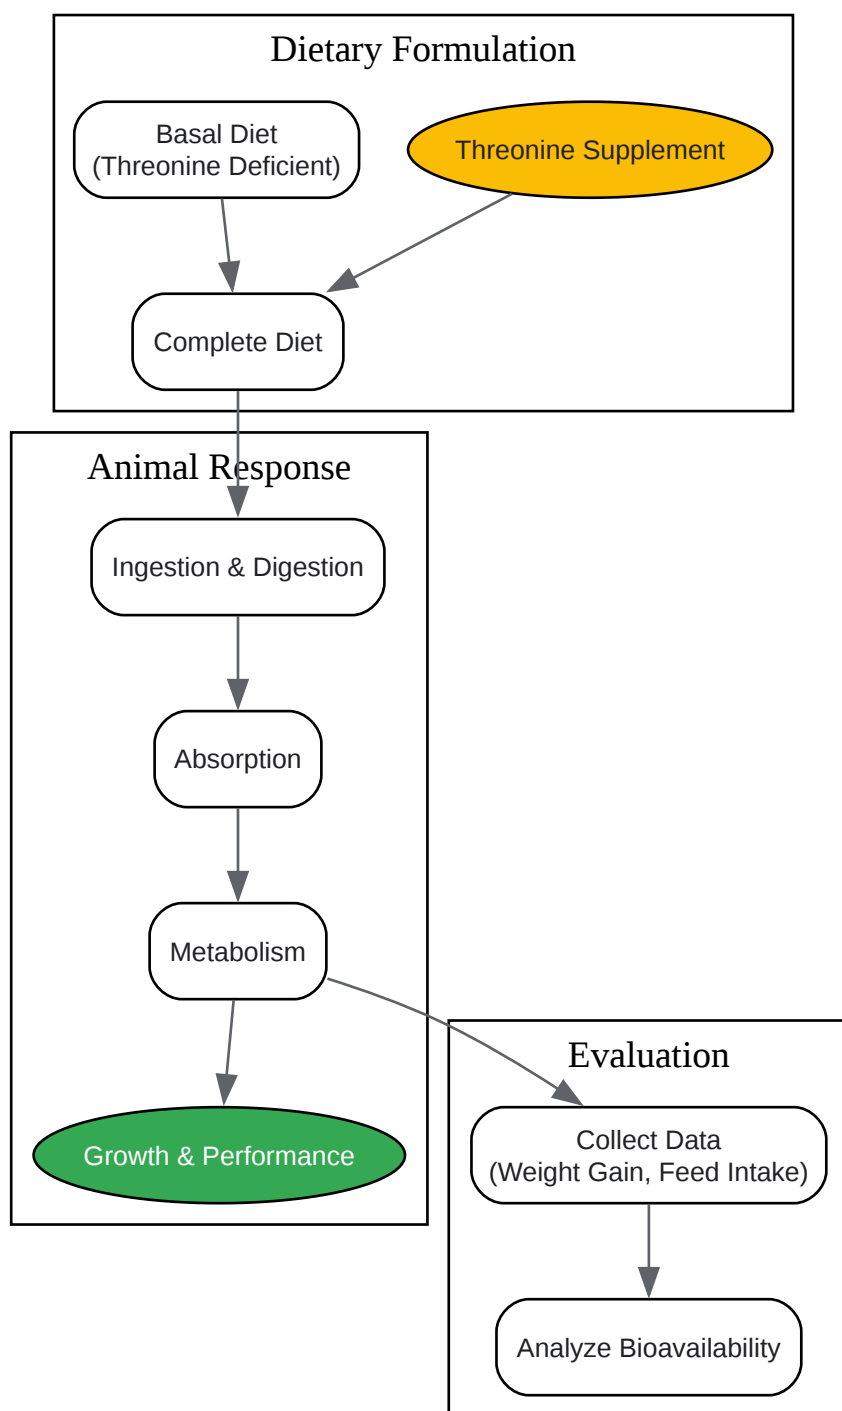 Dietary Formulation
Basal Diet
(Threonine Deficient)
Threonine Supplement
Complete Diet
Animal Response
Ingestion & Digestion
Absorption
Metabolism
Growth & Performance
Evaluation
Collect Data
(Weight Gain, Feed Intake)
Analyze Bioavailability